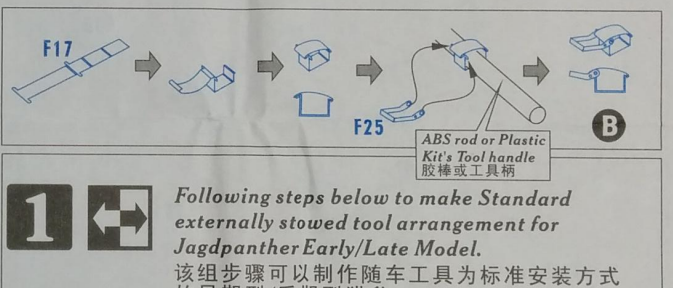 F17
F25
B
ABS rod or Plastic
Kit's Tool handle
胶棒或工具柄
1
Following steps below to make Standard
externally stowed tool arrangement for
Jagdpanther Early/Late Model.
该组步骤可以制作随车工具为标准安装方式